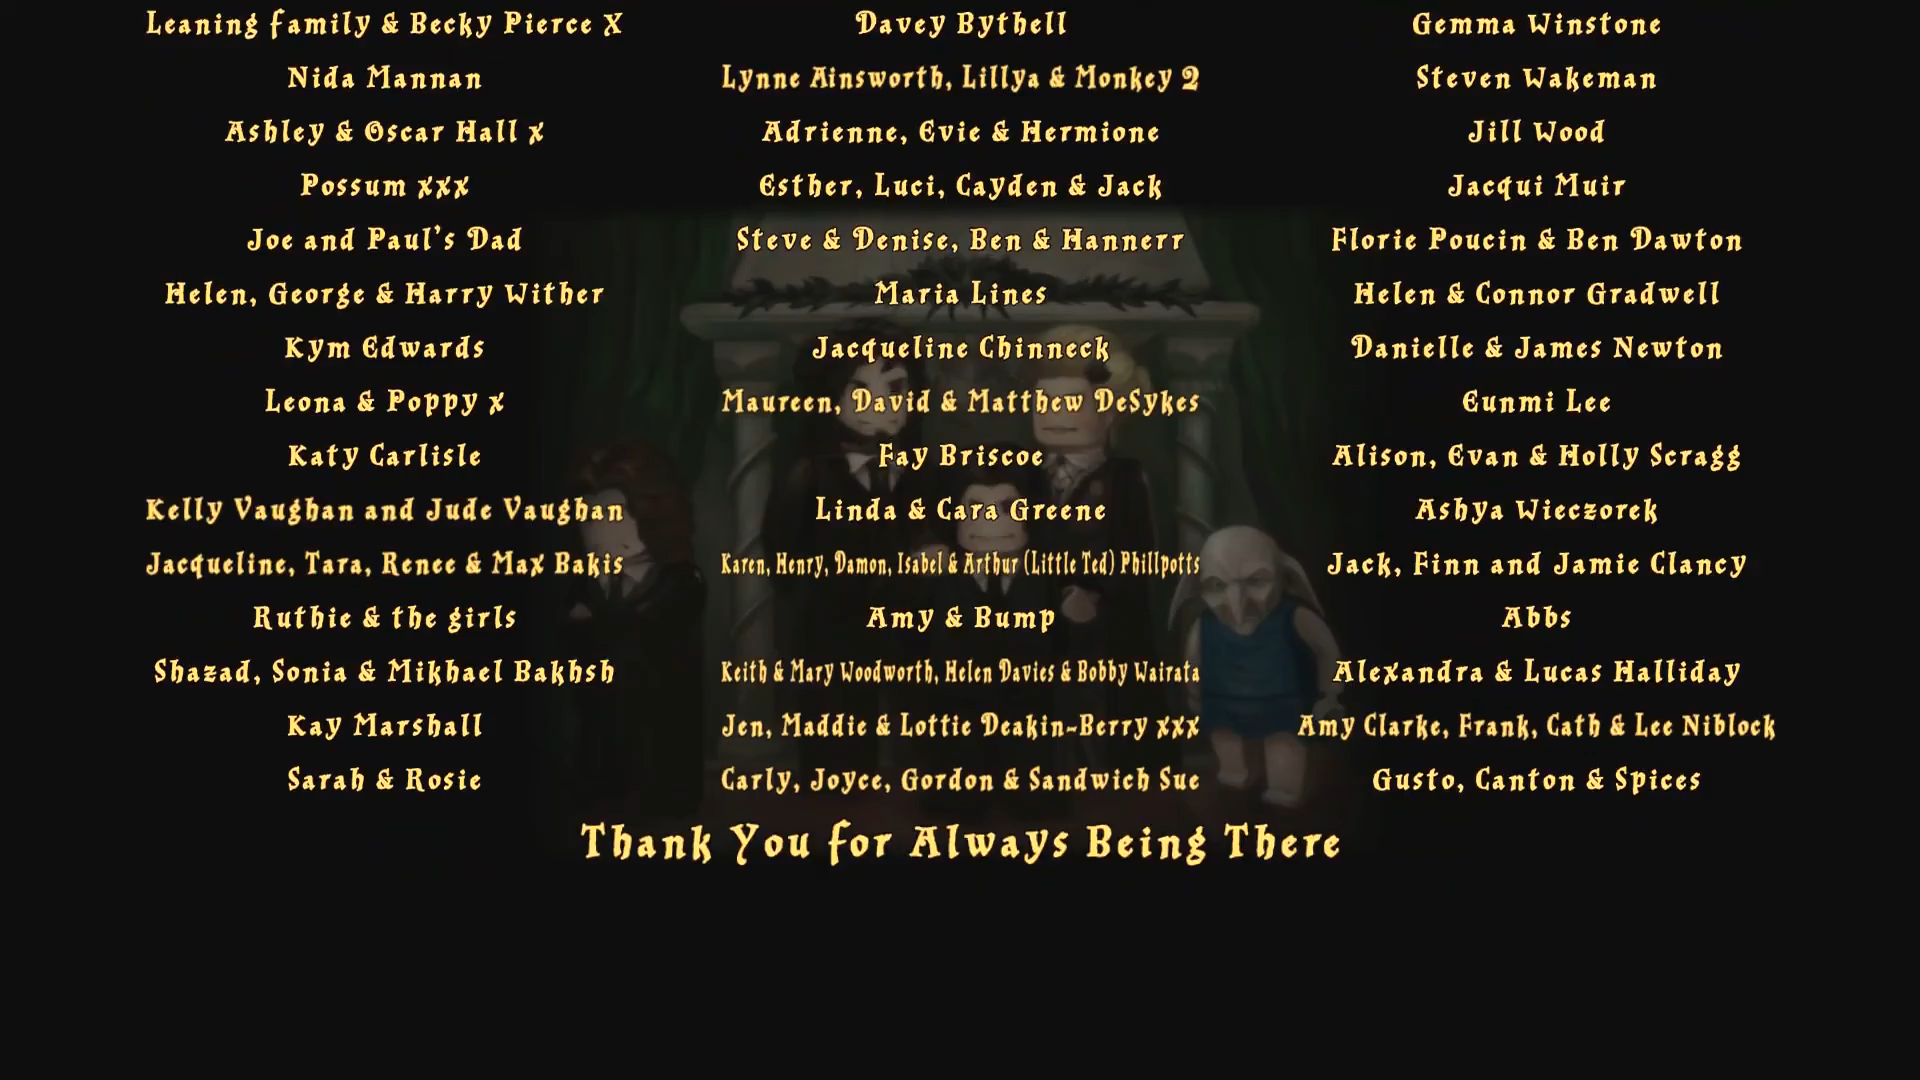 Leaning family & Becky Pierce X
Nida Mannan
Ashley & Oscar Hall x
Possum xxx
Joe and Paul's Dad
Helen, George & Harry Wither
Kym Edwards
Leona & Poppy x
Katy Carlisle
Kelly Vaughan and Jude Vaughan
Jacqueline, Tara, Renee & Max Bakis
Ruthie & the girls
Shazad, Sonia & Mikhael Bakhsh
Kay Marshall
Sarah & Rosie
Davey Bythell
Lynne Ainsworth, Lillya & Monkey 2
Adrienne, Evie & Hermione
Esther, Luci, Cayden & Jack
Steve & Denise, Ben & Hannerr
Maria Lines
Jacqueline Chinneck
Maureen, David & Matthew DeSykes
Fay Briscoe
Linda & Cara Greene
Karen, Henry, Damon, Isabel & Arthur (Little Ted) Phillpotts
Amy & Bump
Keith & Mary Woodworth, Helen Davies & Bobby Wairata
Jen, Maddie & Lottie Deakin-Berry xxx
Carly, Joyce, Gordon & Sandwich Sue
Gemma Winstone
Steven Wakeman
Jill Wood
Jacqui Muir
Florie Poucin & Ben Dawton
Helen & Connor Gradwell
Danielle & James Newton
Eunmi Lee
Alison, Evan & Holly Scragg
Ashya Wieczorek
Jack, Finn and Jamie Clancy
Abbs
Alexandra & Lucas Halliday
Amy Clarke, Frank, Cath & Lee Niblock
Gusto, Canton & Spices
Thank You for Always Being There